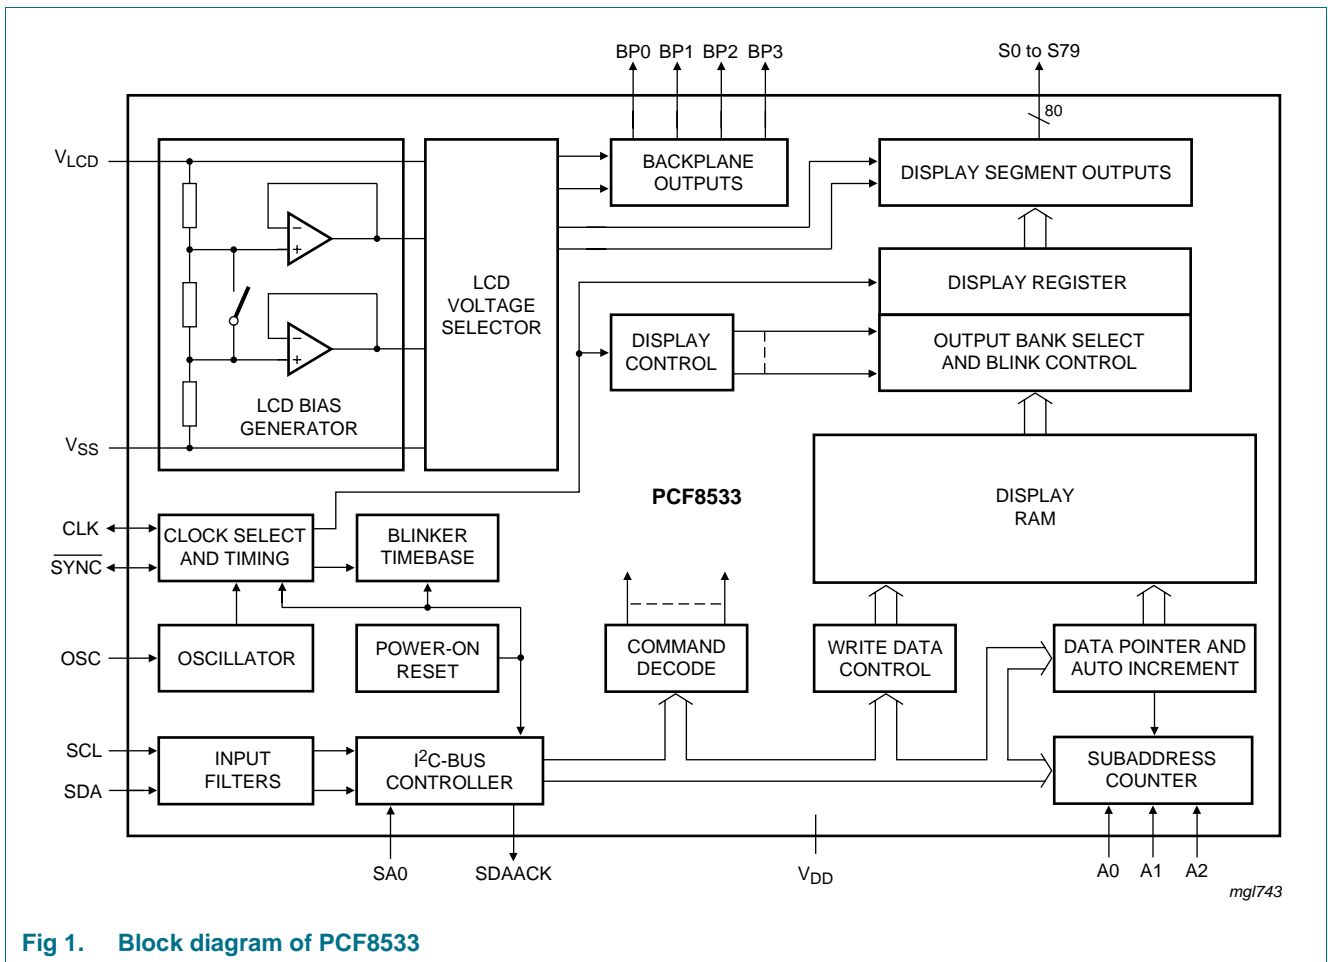 BP0 BP1 BP2 BP3
S0 to S79
80
VLCD
BACKPLANE
OUTPUTS
DISPLAY SEGMENT OUTPUTS
−
+
LCD
VOLTAGE
SELECTOR
DISPLAY REGISTER
−
+
DISPLAY
CONTROL
OUTPUT BANK SELECT
AND BLINK CONTROL
LCD BIAS
GENERATOR
VSS
PCF8533
DISPLAY
RAM
CLK
SYNC
CLOCK SELECT
AND TIMING
BLINKER
TIMEBASE
OSC
OSCILLATOR
POWER-ON
RESET
COMMAND
DECODE
WRITE DATA
CONTROL
DATA POINTER AND
AUTO INCREMENT
SCL
SDA
INPUT
FILTERS
I2C-BUS
CONTROLLER
SUBADDRESS
COUNTER
SA0
SDAACK
VDD
A0 A1 A2
mgl743
Fig 1. Block diagram of PCF8533